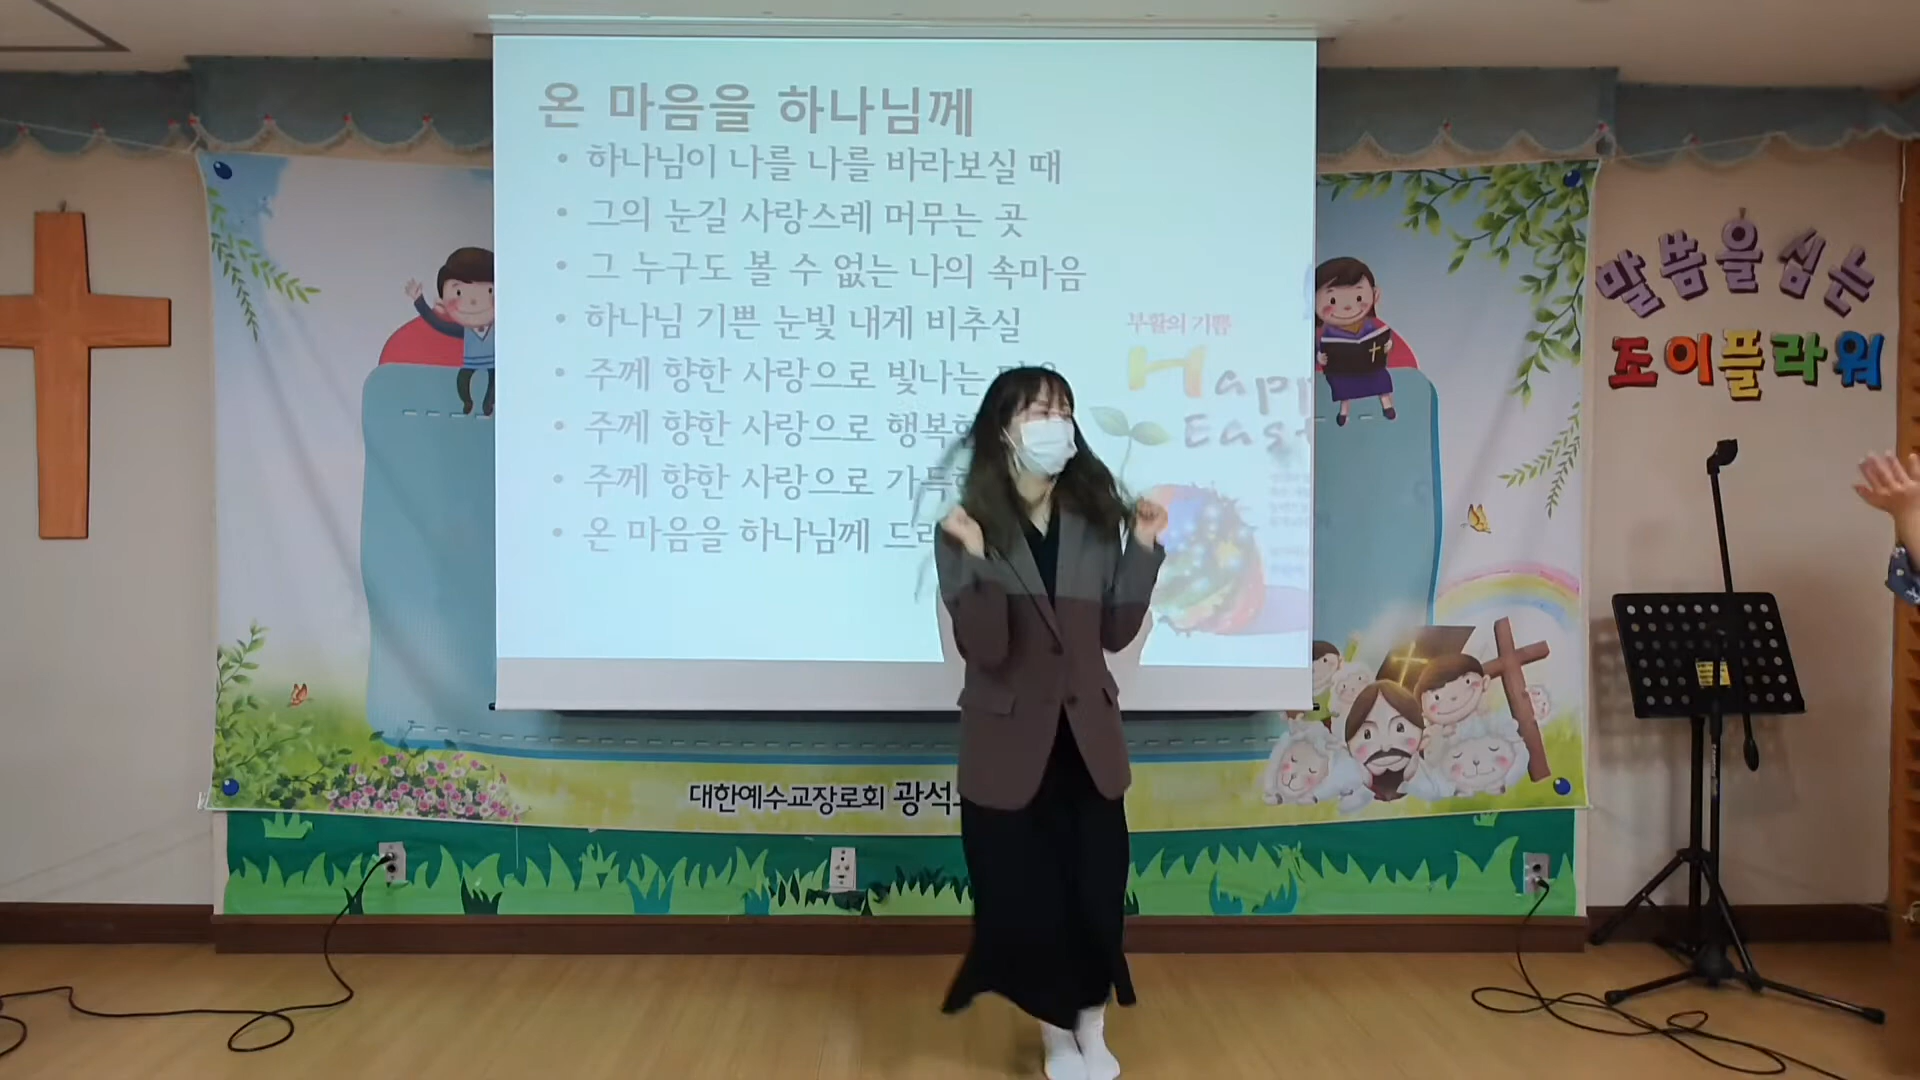 온 마음을 하나님께
• 하나님이 나를 나를 바라보실 때
• 그의 눈길 사랑스레 머무는 곳
• 그 누구도 볼 수 없는 나의 속마음
• 하나님 기쁜 눈빛 내게 비추실
• 주께 향한 사랑으로 빛나는
• 주께 향한 사랑으로
• 주께 향한 사랑으로
• 온 마음을 하나님께
부활의 기쁨
말씀을 심는
조이플라워
대한예수교장로회 광석